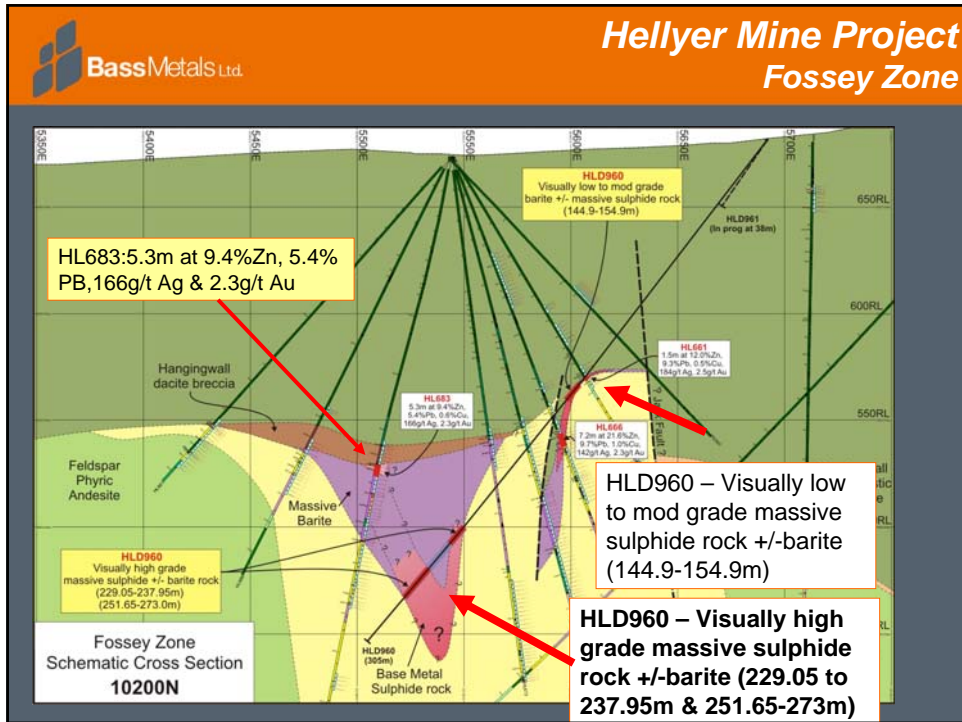 BassMetals Ltd.
Hellyer Mine Project
Fossey Zone
5350E
5400E
5450E
5500E
5550E
5600E
5650E
5700E
HLD960
Visually low to mod grade
barite +/- massive sulphide rock
(144.9-154.9m)
HLD961
(In prog at 38m)
650RL
HL683:5.3m at 9.4%Zn, 5.4%
PB,166g/t Ag & 2.3g/t Au
600RL
HL661
1.5m at 12.0%Zn,
9.3%Pb, 0.5%Cu,
184g/t Ag, 2.5g/t Au
Hangingwall
dacite breccia
HL683
5.3m at 9.4%Zn,
5.4%Pb, 0.6%Cu,
166g/t Ag, 2.3g/t Au
? Fault ?
550RL
HL666
7.2m at 21.6%Zn,
9.7%Pb, 1.0%Cu,
142g/t Ag, 2.3g/t Au
Feldspar
Phyric
Andesite
Massive
Barite
HLD960 – Visually low
to mod grade massive
sulphide rock +/-barite
(144.9-154.9m)
HLD960
Visually high grade
massive sulphide +/- barite rock
(229.05-237.95m)
(251.65-273.0m)
?
HLD960
(305m)
Base Metal
Sulphide rock
Fossey Zone
Schematic Cross Section
10200N
HLD960 – Visually high
grade massive sulphide
rock +/-barite (229.05 to
237.95m & 251.65-273m)